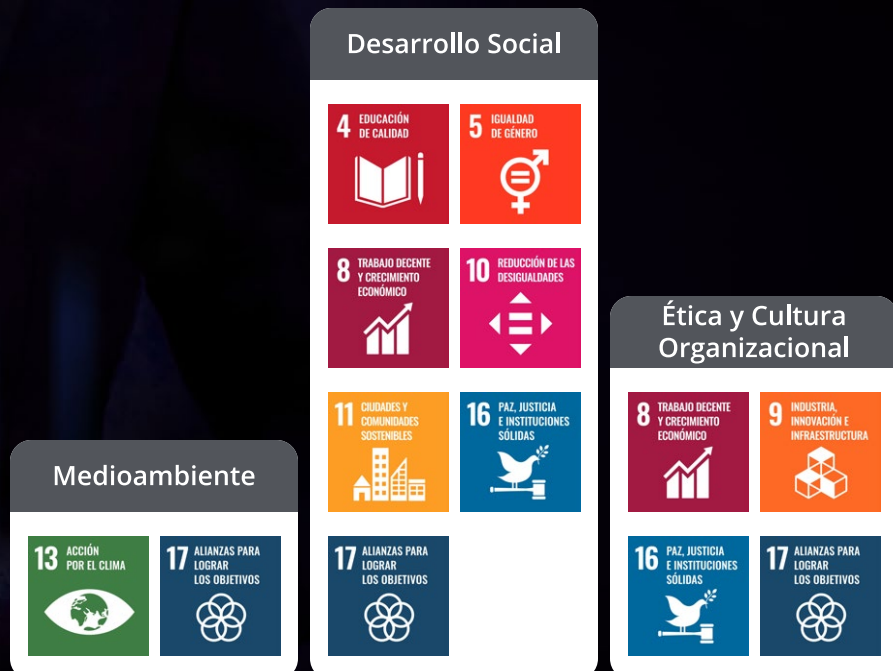 Desarrollo Social
4 EDUCACIÓN
DE CALIDAD
5 IGUALDAD
DE GÉNERO
8 TRABAJO DECENTE
Y CRECIMIENTO
ECONÓMICO
10 REDUCCIÓN DE LAS
DESIGUALDADES
11 CIUDADES Y
COMUNIDADES
SOSTENIBLES
16 PAZ, JUSTICIA
E INSTITUCIONES
SÓLIDAS
17 ALIANZAS PARA
LOGRAR
LOS OBJETIVOS
Medioambiente
13 ACCIÓN
POR EL CLIMA
17 ALIANZAS PARA
LOGRAR
LOS OBJETIVOS
Ética y Cultura
Organizacional
8 TRABAJO DECENTE
Y CRECIMIENTO
ECONÓMICO
9 INDUSTRIA,
INNOVACIÓN E
INFRAESTRUCTURA
16 PAZ, JUSTICIA
E INSTITUCIONES
SÓLIDAS
17 ALIANZAS PARA
LOGRAR
LOS OBJETIVOS